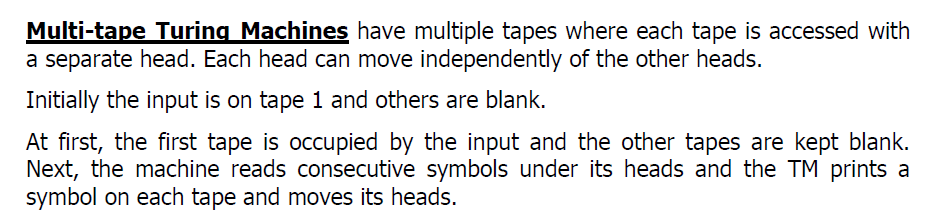 Multi-tape Turing Machines have multiple tapes where each tape is accessed with
a separate head. Each head can move independently of the other heads.
Initially the input is on tape 1 and others are blank.
At first, the first tape is occupied by the input and the other tapes are kept blank.
Next, the machine reads consecutive symbols under its heads and the TM prints a
symbol on each tape and moves its heads.